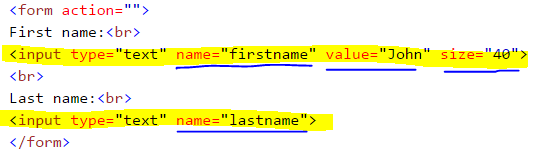 <form action="">
First name:<br>
<input type="text" name="firstname" value="John" size="40">
<br>
Last name:<br>
<input type="text" name="lastname">
</form>